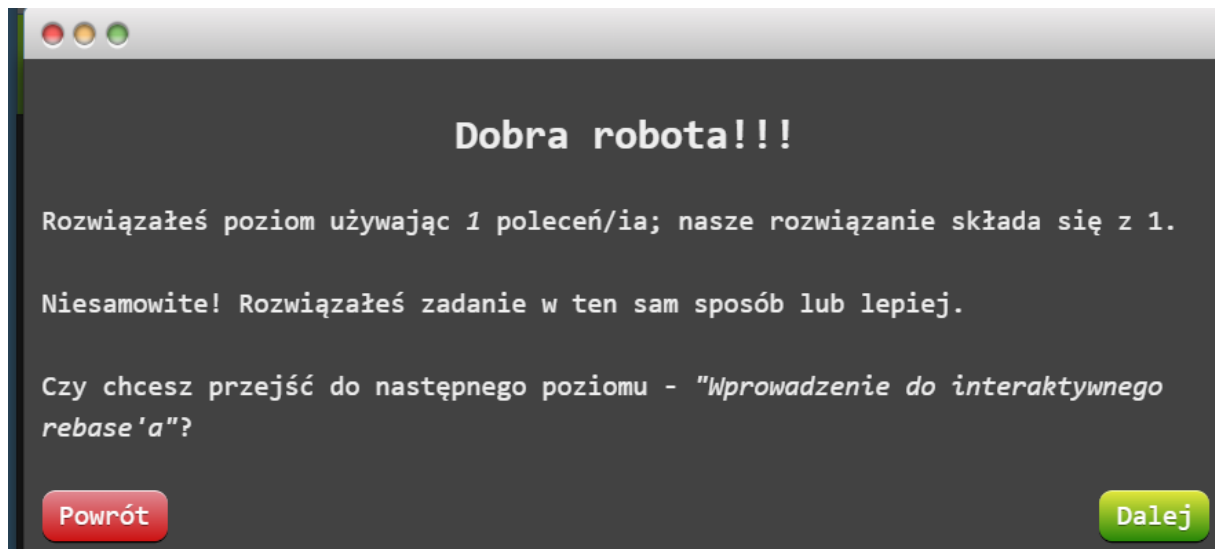 Dobra robota!!!
Rozwiązałeś poziom używając 1 poleceń/ia; nasze rozwiązanie składa się z 1.
Niesamowite! Rozwiązałeś zadanie w ten sam sposób lub lepiej.
Czy chcesz przejść do następnego poziomu - "Wprowadzenie do interaktywnego
rebase'a"?
Powrót
Dalej